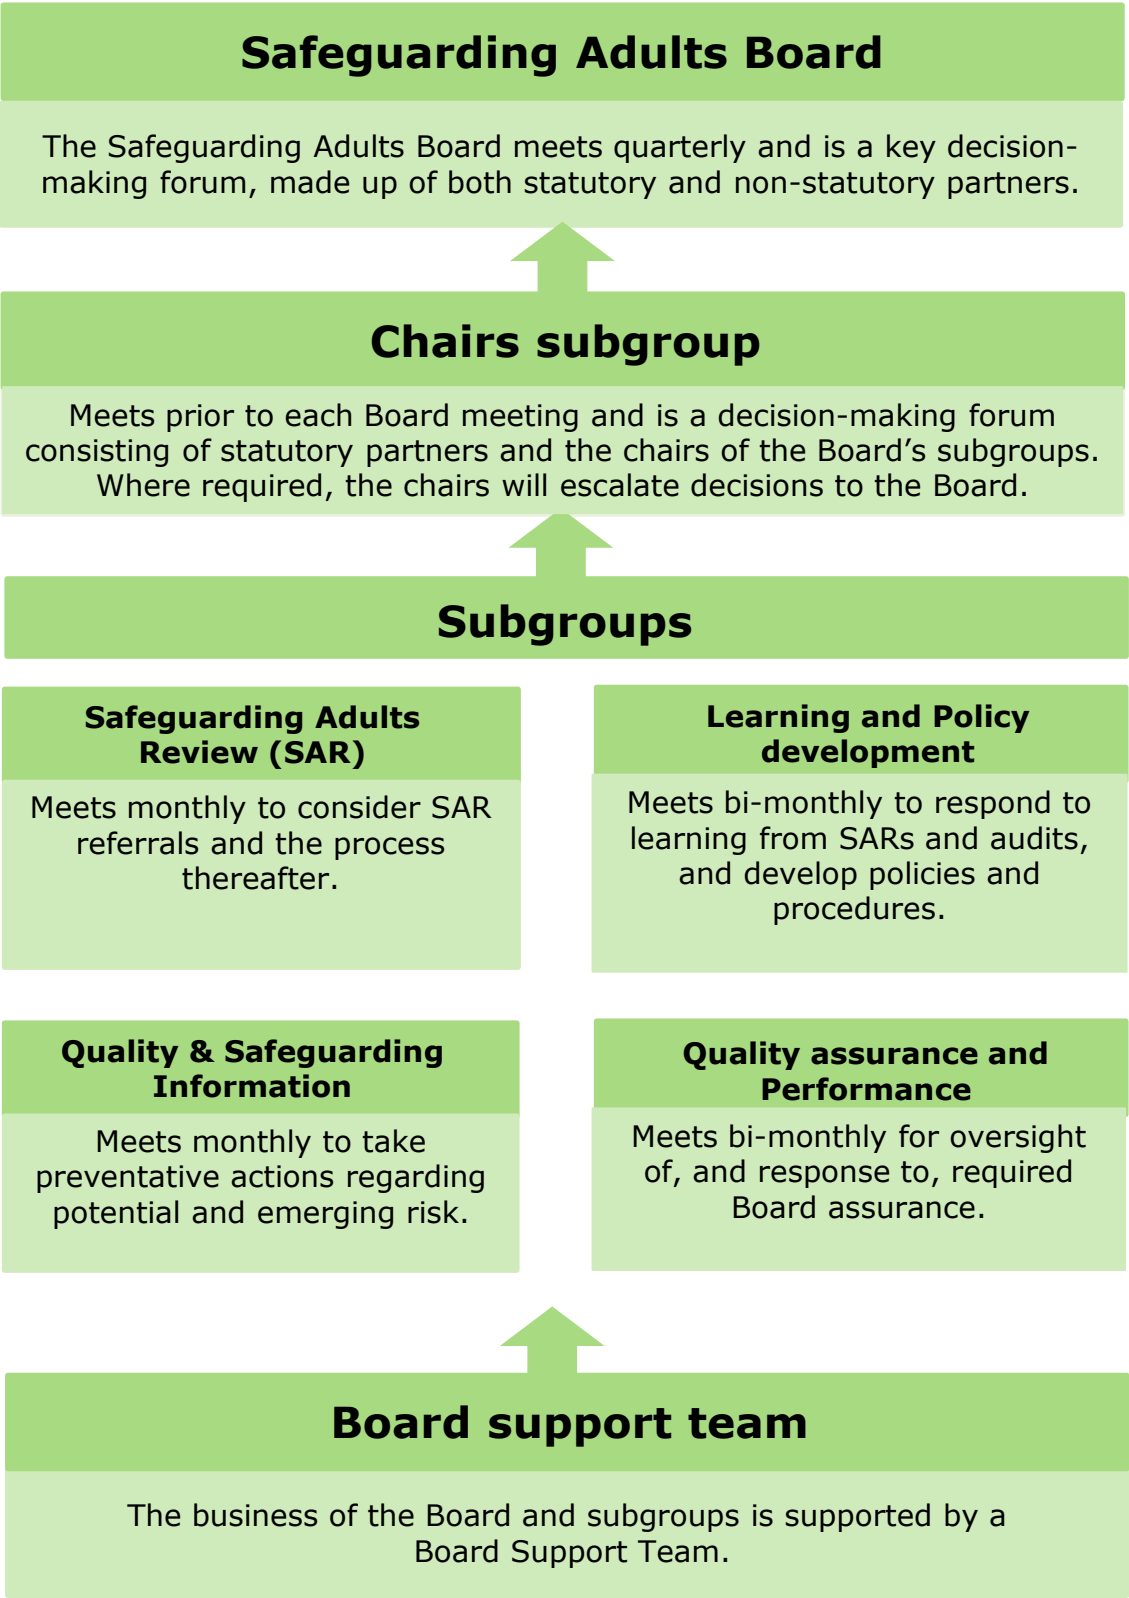 Safeguarding Adults Board
The Safeguarding Adults Board meets quarterly and is a key decision-
making forum, made up of both statutory and non-statutory partners.
Chairs subgroup
Meets prior to each Board meeting and is a decision-making forum
consisting of statutory partners and the chairs of the Board’s subgroups.
Where required, the chairs will escalate decisions to the Board.
Subgroups
Safeguarding Adults
Review (SAR)
Meets monthly to consider SAR
referrals and the process
thereafter.
Learning and Policy
development
Meets bi-monthly to respond to
learning from SARs and audits,
and develop policies and
procedures.
Quality & Safeguarding
Information
Meets monthly to take
preventative actions regarding
potential and emerging risk.
Quality assurance and
Performance
Meets bi-monthly for oversight
of, and response to, required
Board assurance.
Board support team
The business of the Board and subgroups is supported by a
Board Support Team.